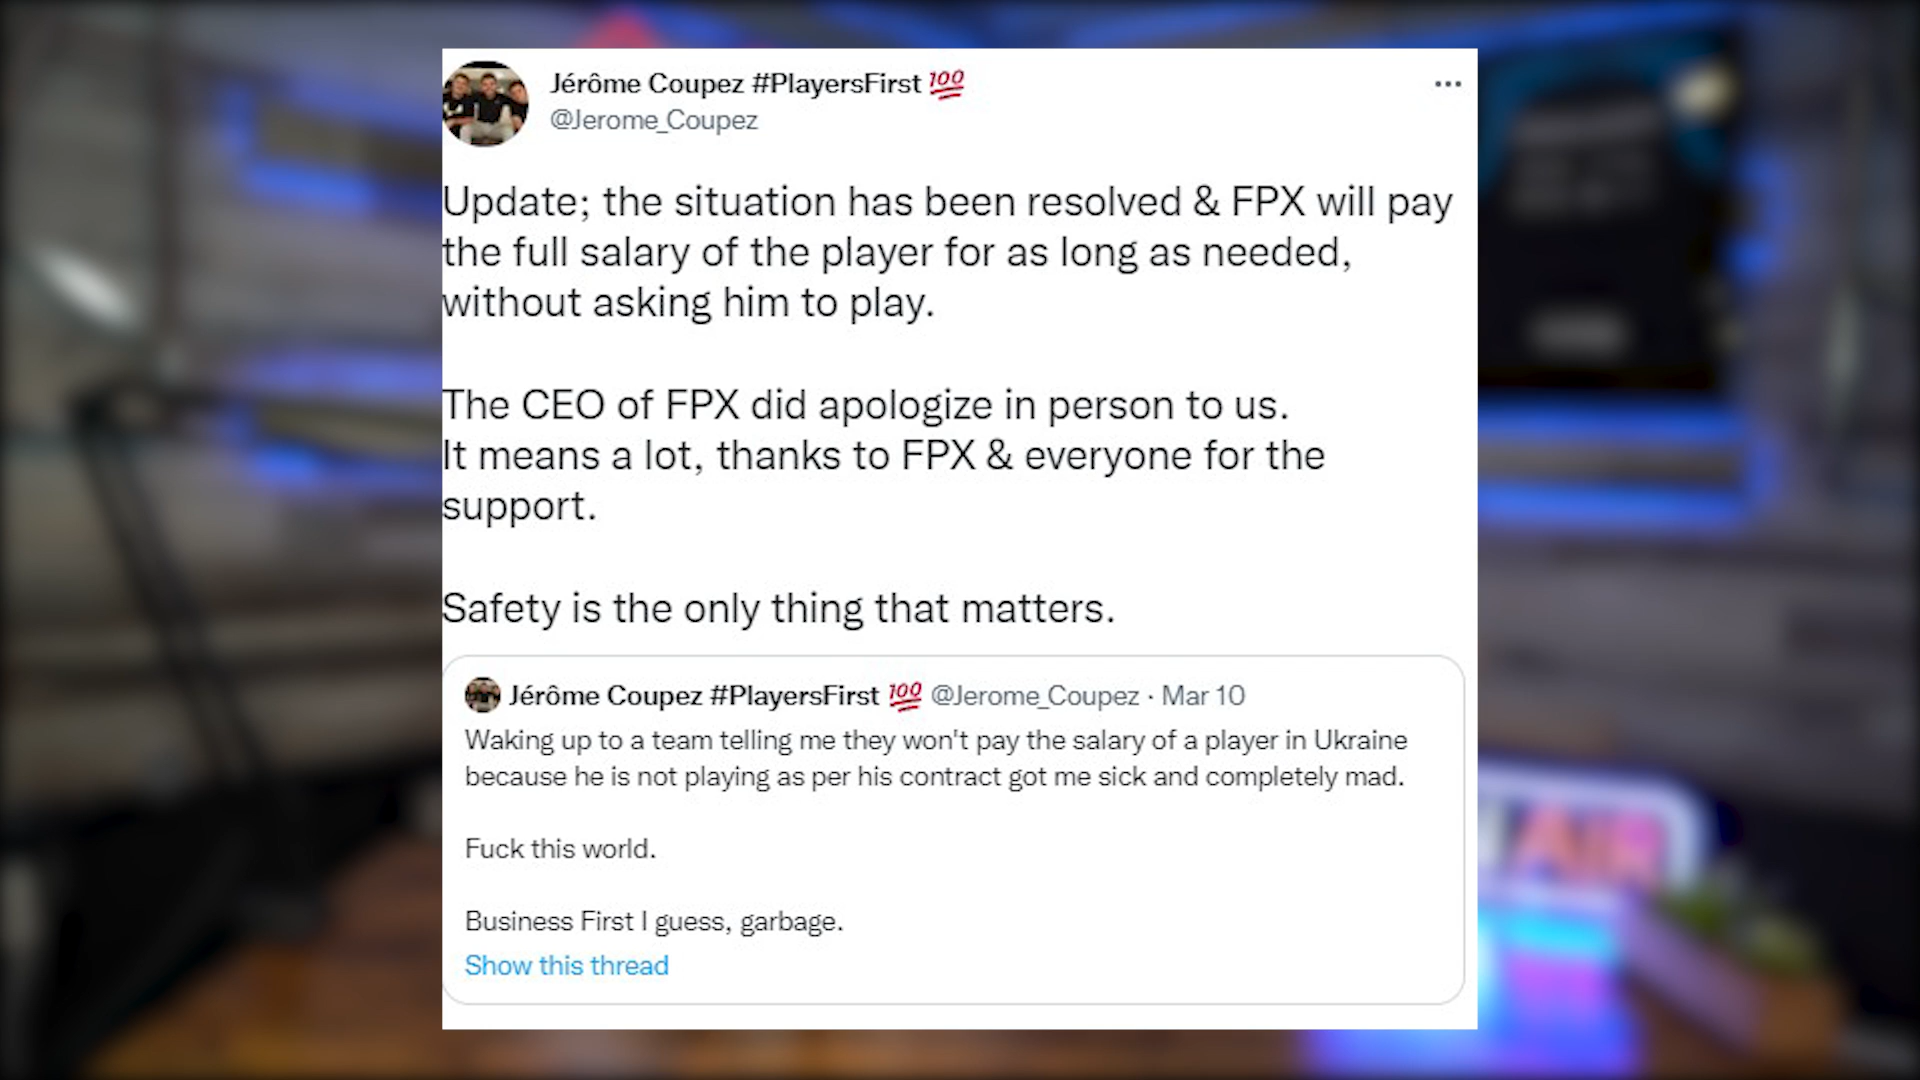 Jérôme Coupez #PlayersFirst 💯
@Jerome_Coupez
Update; the situation has been resolved & FPX will pay
the full salary of the player for as long as needed,
without asking him to play.
The CEO of FPX did apologize in person to us.
It means a lot, thanks to FPX & everyone for the
support.
Safety is the only thing that matters.
Jérôme Coupez #PlayersFirst 💯 @Jerome_Coupez · Mar 10
Waking up to a team telling me they won't pay the salary of a player in Ukraine
because he is not playing as per his contract got me sick and completely mad.
Fuck this world.
Business First I guess, garbage.
Show this thread